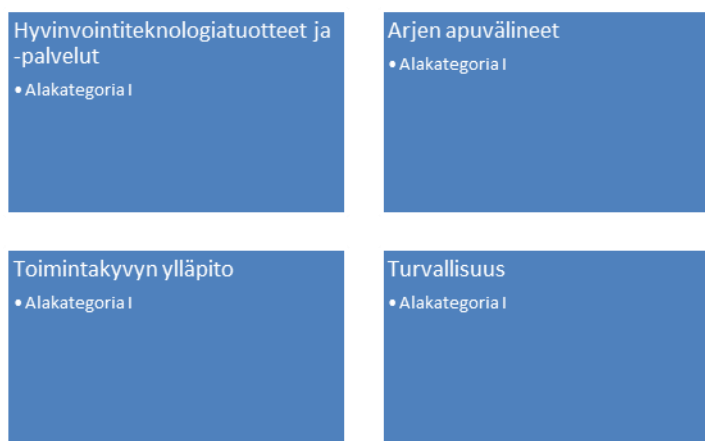 Hyvinvointiteknologiatuotteet ja
-palvelut
• Alakategoria I
Arjen apuvälineet
• Alakategoria I
Toimintakyvyn ylläpito
• Alakategoria I
Turvallisuus
• Alakategoria I